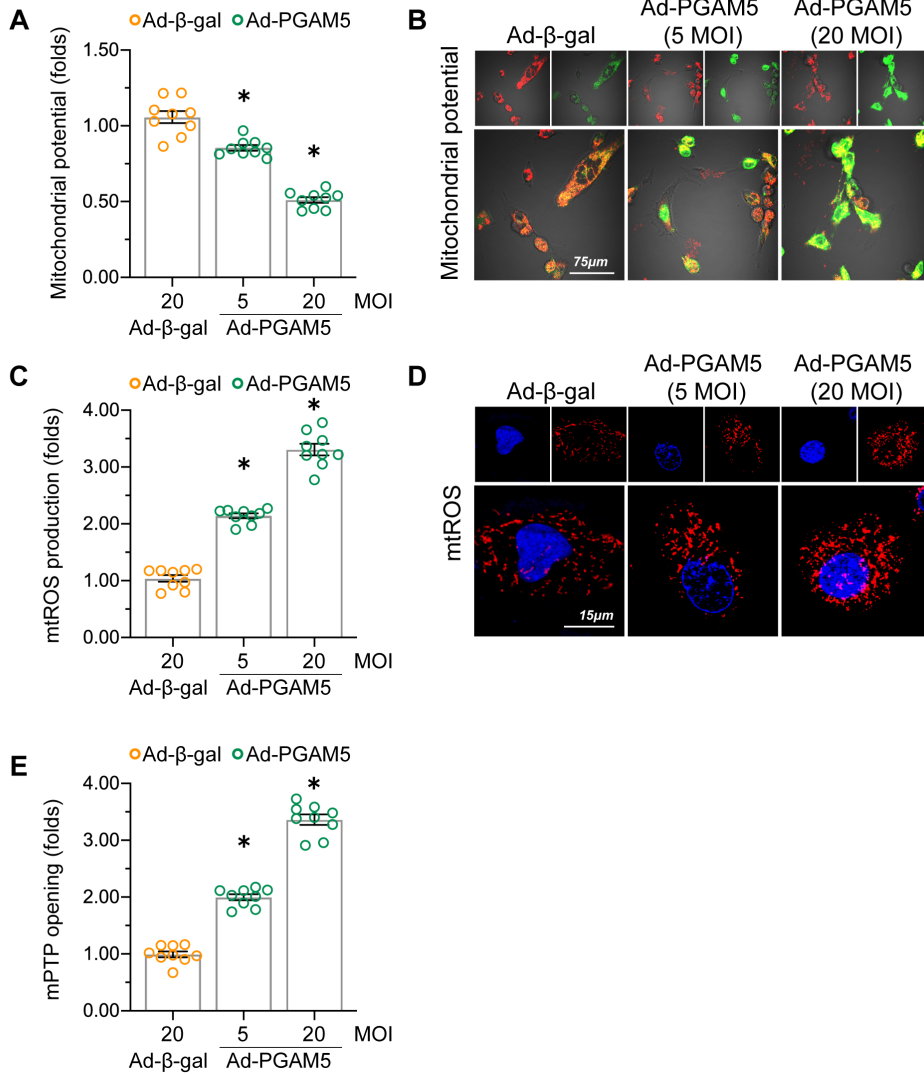 A
Ad-β-gal Ad-PGAM5
Mitochondrial potential (folds)
1.50
1.00
0.50
0.00
*
*
20 5 20 MOI
Ad-β-gal Ad-PGAM5
B
Ad-β-gal
Ad-PGAM5
(5 MOI)
Ad-PGAM5
(20 MOI)
Mitochondrial potential
75μm
C
Ad-β-gal Ad-PGAM5
mtROS production (folds)
4.00
3.00
2.00
1.00
0.00
*
*
20 5 20 MOI
Ad-β-gal Ad-PGAM5
D
Ad-β-gal
Ad-PGAM5
(5 MOI)
Ad-PGAM5
(20 MOI)
mtROS
15μm
E
Ad-β-gal Ad-PGAM5
mPTP opening (folds)
4.00
3.00
2.00
1.00
0.00
*
*
20 5 20 MOI
Ad-β-gal Ad-PGAM5